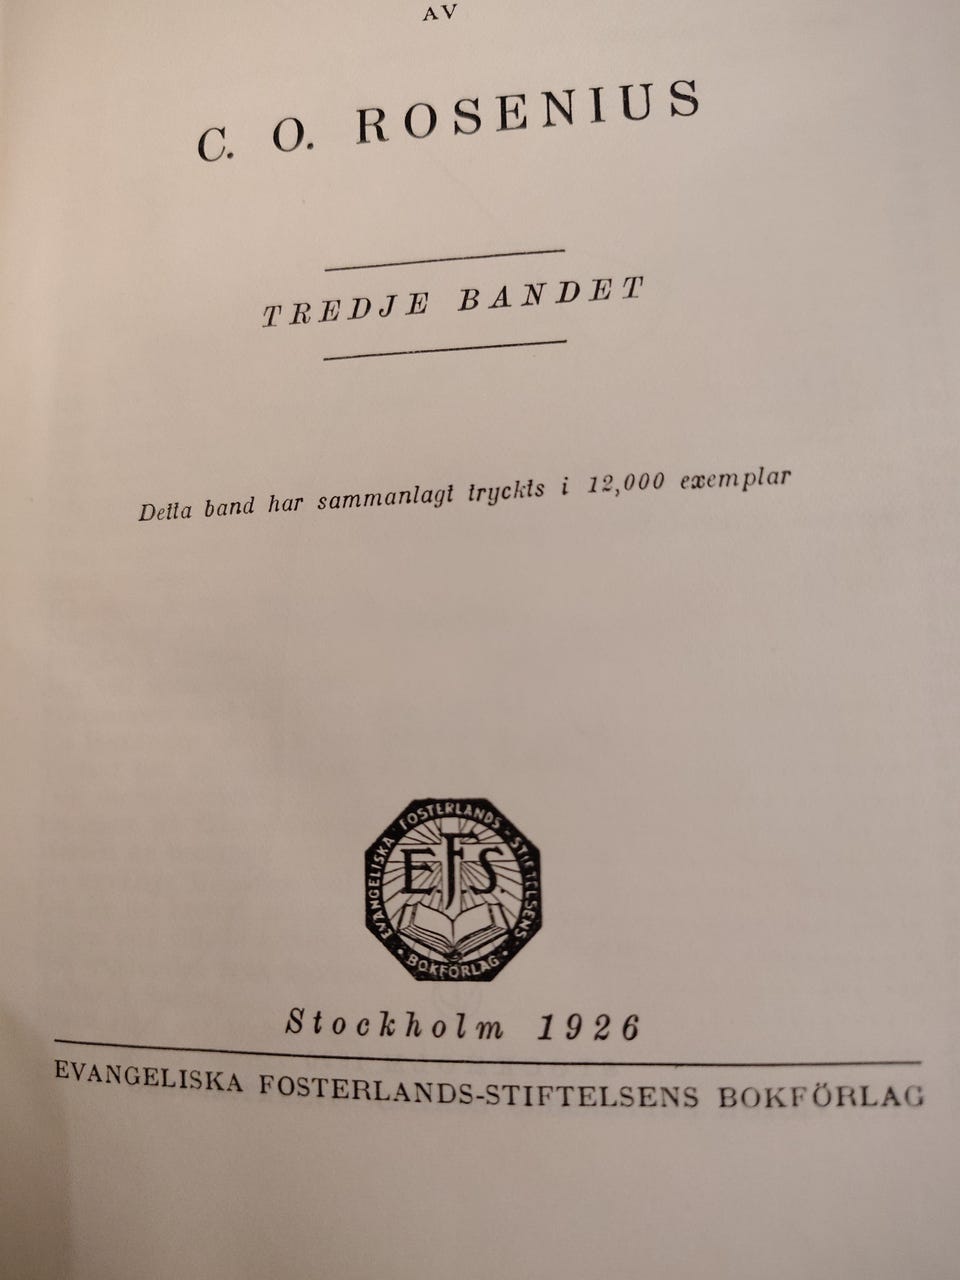 AV
C. O. ROSENIUS
TREDJE BANDET
Detta band har sammanlagt tryckts i 12,000 exemplar
EVANGELISKA FOSTERLANDS-STIFTELSENS
EFS
BOKFÖRLAG
Stockholm 1926
EVANGELISKA FOSTERLANDS-STIFTELSENS BOKFÖRLAG